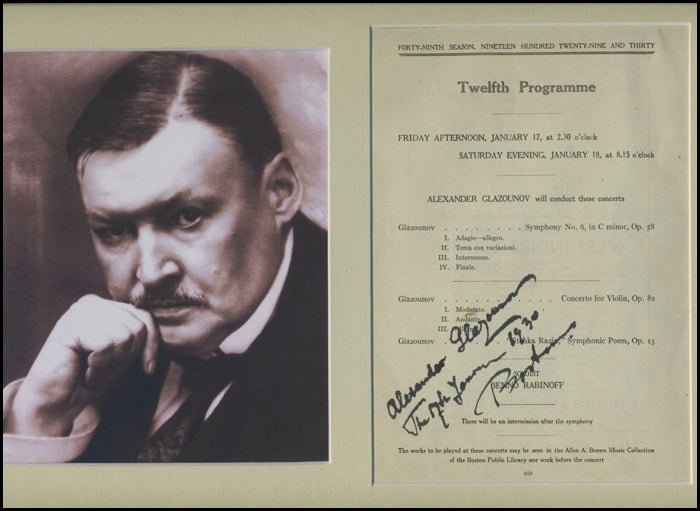 FORTY-NINTH SEASON, NINETEEN HUNDRED TWENTY-NINE AND THIRTY
Twelfth Programme
FRIDAY AFTERNOON, JANUARY 17, at 2.30 o'clock
SATURDAY EVENING, JANUARY 18, at 8.15 o'clock
ALEXANDER GLAZOUNOV will conduct these concerts
Glazounov . . . . . . . . Symphony No. 6, in C minor, Op. 58
I. Adagio—allegro.
II. Tema con variazioni.
III. Intermezzo.
IV. Finale.
Glazounov . . . . . . . . . . Concerto for Violin, Op. 82
I. Moderato.
II. Andante
III.
Glazounov Razin," Symphonic Poem, Op. 13
SOLOIST
BENNO RABINOFF
Alexander Glazounov
The 17th 1930
Boston
There will be an intermission after the symphony
The works to be played at these concerts may be seen in the Allen A. Brown Music Collection
of the Boston Public Library one week before the concert